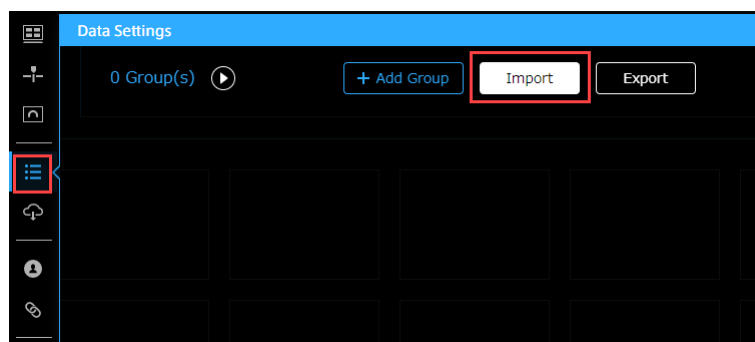 Data Settings
0 Group(s)
+ Add Group
Import
Export